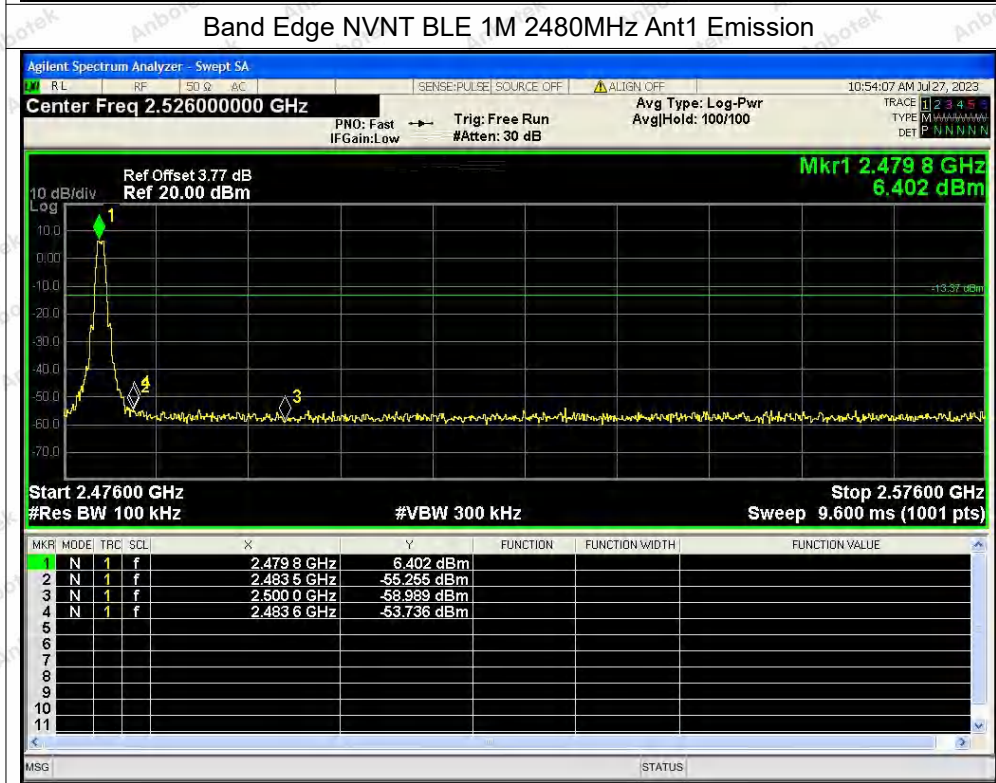 Band Edge NVNT BLE 1M 2480MHz Ant1 Emission
Agilent Spectrum Analyzer - Swept SA
RL RF 50 Ω AC SENSE:PULSE SOURCE OFF ALIGN OFF 10:54:07 AM Jul 27, 2023
Center Freq 2.526000000 GHz
PNO: Fast
IFGain:Low
Trig: Free Run
#Atten: 30 dB
Avg Type: Log-Pwr
Avg|Hold: 100/100
TRACE 1 2 3 4 5 6
TYPE M
DET P N N N N N
Mkr1 2.479 8 GHz
6.402 dBm
Ref Offset 3.77 dB
10 dB/div Ref 20.00 dBm
Log
10.0
0.00
-10.0
-20.0
-30.0
-40.0
-50.0
-60.0
-70.0
1
4
2
3
-13.37 dBm
Start 2.47600 GHz Stop 2.57600 GHz
#Res BW 100 kHz #VBW 300 kHz Sweep 9.600 ms (1001 pts)
MKR MODE TRC SCL X Y FUNCTION FUNCTION WIDTH FUNCTION VALUE
1 N 1 f 2.479 8 GHz 6.402 dBm
2 N 1 f 2.483 5 GHz -55.255 dBm
3 N 1 f 2.500 0 GHz -58.989 dBm
4 N 1 f 2.483 6 GHz -53.736 dBm
5
6
7
8
9
10
11
MSG STATUS